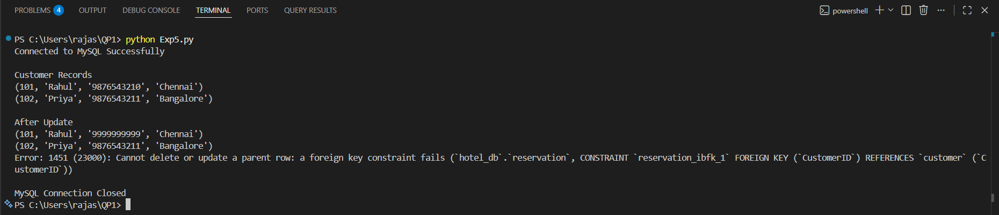 PROBLEMS 4 OUTPUT DEBUG CONSOLE TERMINAL PORTS QUERY RESULTS powershell
PS C:\Users\rajas\QP1> python Exp5.py
Connected to MySQL Successfully
Customer Records
(101, 'Rahul', '9876543210', 'Chennai')
(102, 'Priya', '9876543211', 'Bangalore')
After Update
(101, 'Rahul', '9999999999', 'Chennai')
(102, 'Priya', '9876543211', 'Bangalore')
Error: 1451 (23000): Cannot delete or update a parent row: a foreign key constraint fails (`hotel_db`.`reservation`, CONSTRAINT `reservation_ibfk_1` FOREIGN KEY (`CustomerID`) REFERENCES `customer` (`C
ustomerID`))
MySQL Connection Closed
PS C:\Users\rajas\QP1>